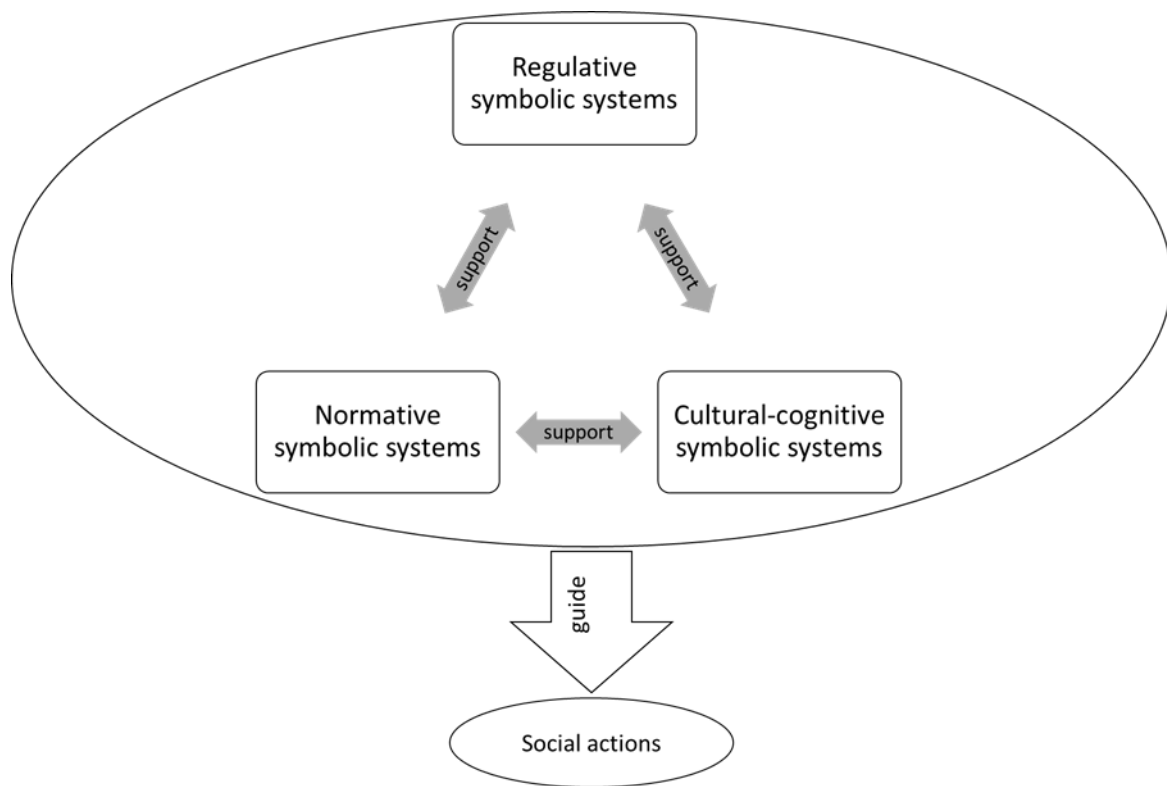 Regulative
symbolic systems
support
support
Normative
symbolic systems
support
Cultural-cognitive
symbolic systems
guide
Social actions